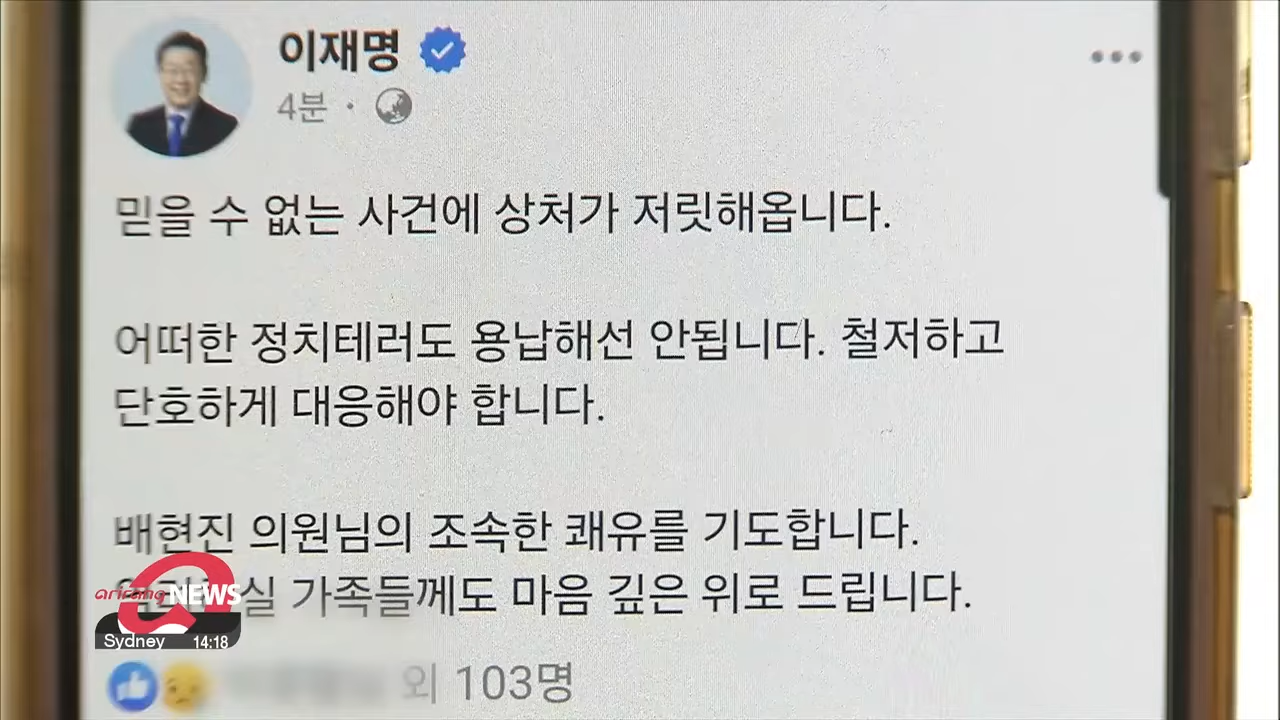 이재명
4분
믿을 수 없는 사건에 상처가 저릿해옵니다.
어떠한 정치테러도 용납해선 안됩니다. 철저하고
단호하게 대응해야 합니다.
배현진 의원님의 조속한 쾌유를 기도합니다.
실 가족들께도 마음 깊은 위로 드립니다.
arirang NEWS
Sydney 14:18
외 103명